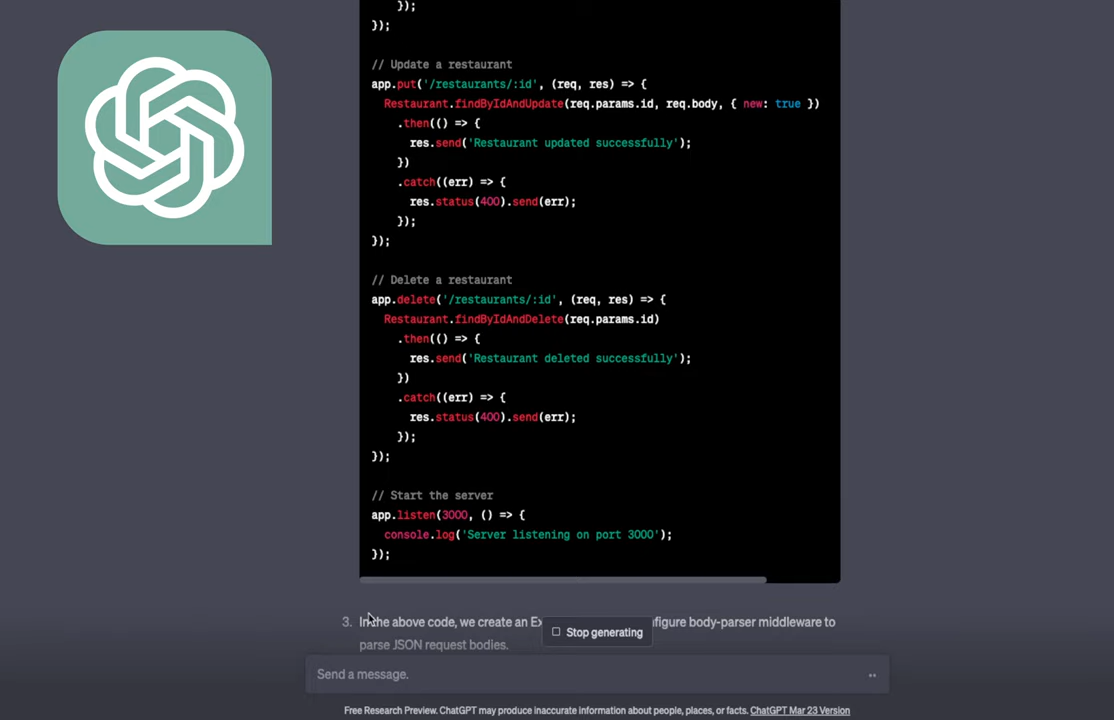 });
});
// Update a restaurant
app.put('/restaurants/:id', (req, res) => {
Restaurant.findByIdAndUpdate(req.params.id, req.body, { new: true })
.then(() => {
res.send('Restaurant updated successfully');
})
.catch((err) => {
res.status(400).send(err);
});
});
// Delete a restaurant
app.delete('/restaurants/:id', (req, res) => {
Restaurant.findByIdAndDelete(req.params.id)
.then(() => {
res.send('Restaurant deleted successfully');
})
.catch((err) => {
res.status(400).send(err);
});
});
// Start the server
app.listen(3000, () => {
console.log('Server listening on port 3000');
});
3. In the above code, we create an Ex figure body-parser middleware to
Stop generating
parse JSON request bodies.
Send a message.
Free Research Preview. ChatGPT may produce inaccurate information about people, places, or facts. ChatGPT Mar 23 Version